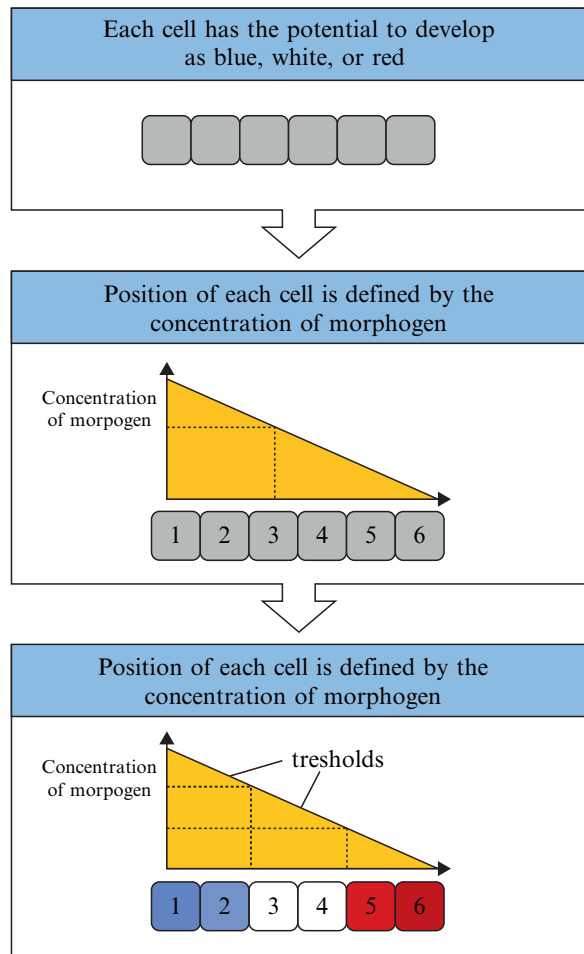 Each cell has the potential to develop
as blue, white, or red
Position of each cell is defined by the
concentration of morphogen
Concentration
of morpogen
1 2 3 4 5 6
Position of each cell is defined by the
concentration of morphogen
tresholds
Concentration
of morpogen
1 2 3 4 5 6